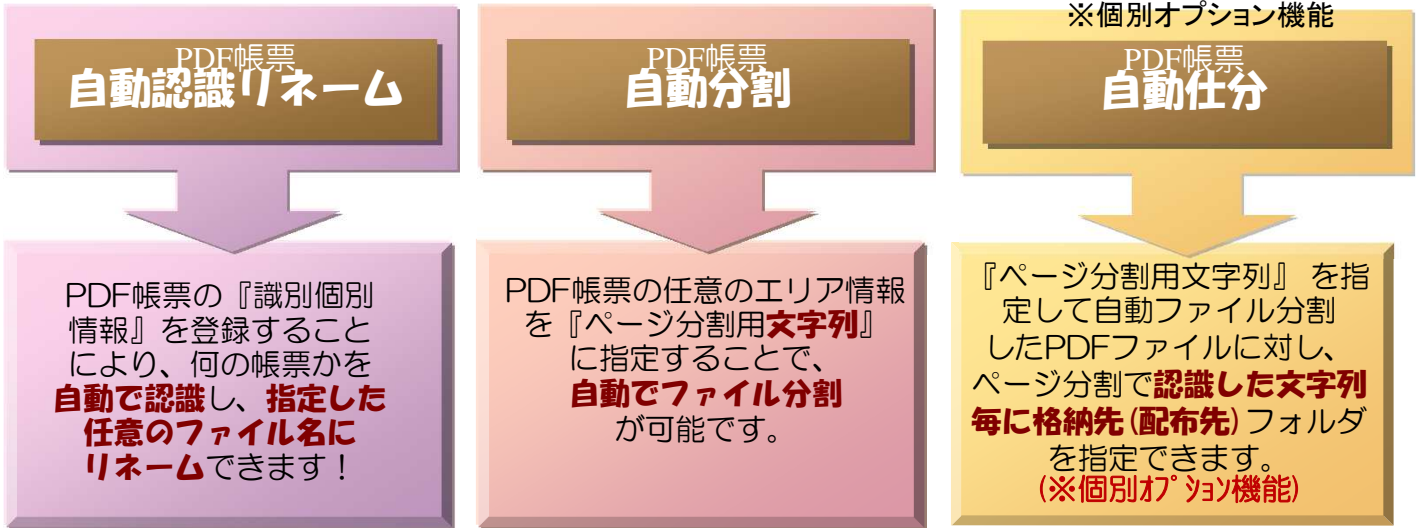 PDF帳票
自動認識リネーム
PDF帳票の『識別個別
情報』を登録すること
により、何の帳票かを
自動で認識し、指定した
任意のファイル名に
リネームできます！
PDF帳票
自動分割
PDF帳票の任意のエリア情報
を『ページ分割用文字列』
に指定することで、
自動でファイル分割
が可能です。
※個別オプション機能
PDF帳票
自動仕分
『ページ分割用文字列』 を指
定して自動ファイル分割
したPDFファイルに対し、
ページ分割で認識した文字列
毎に格納先(配布先)フォルダ
を指定できます。
(※個別ｵﾌﾟｼｮﾝ機能)